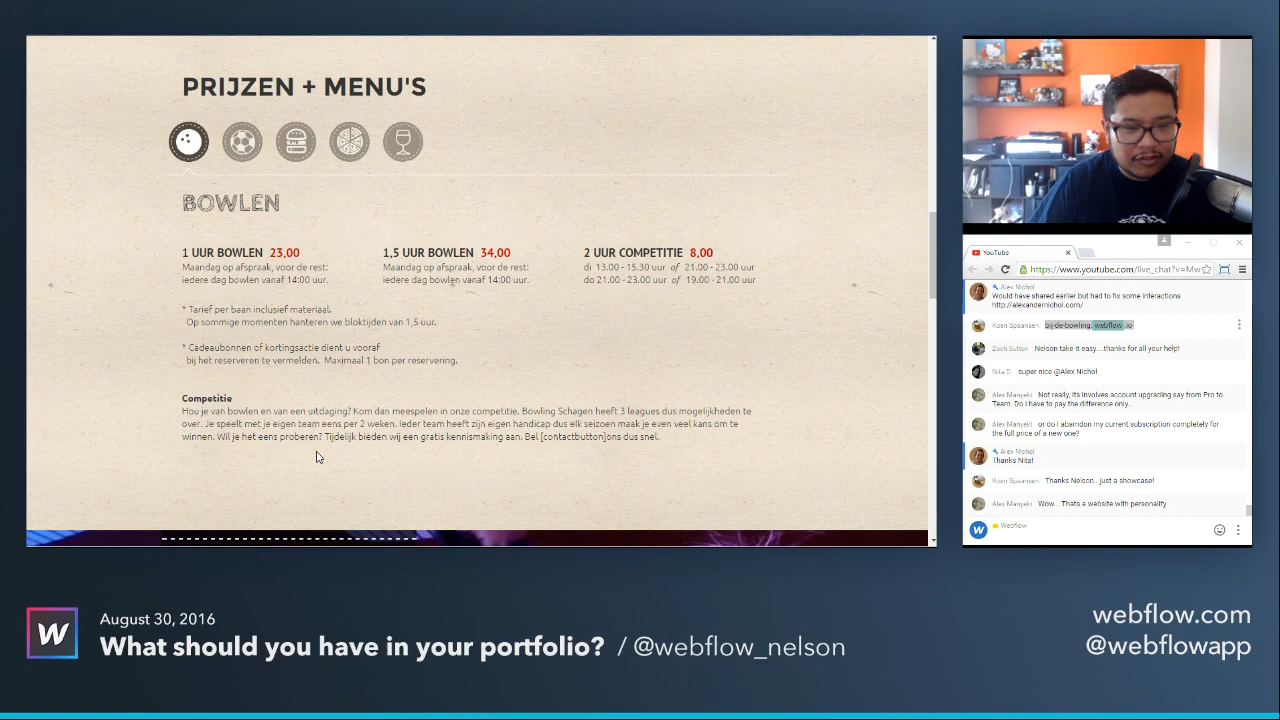 PRIJZEN + MENU'S
BOWLEN
1 UUR BOWLEN 23,00
Maandag op afspraak, voor de rest:
iedere dag bowlen vanaf 14:00 uur.
1,5 UUR BOWLEN 34,00
Maandag op afspraak, voor de rest:
iedere dag bowlen vanaf 14:00 uur.
2 UUR COMPETITIE 8,00
di 13.00 - 15.30 uur of 21.00 - 23.00 uur
do 21.00 - 23.00 uur of 19.00 - 21.00 uur
* Tarief per baan inclusief materiaal.
Op sommige momenten hanteren we bloktijden van 1,5 uur.
* Cadeaubonnen of kortingsactie dient u vooraf
bij het reserveren te vermelden. Maximaal 1 bon per reservering.
Competitie
Hou je van bowlen en van een uitdaging? Kom dan meespelen in onze competitie. Bowling Schagen heeft 3 leagues dus mogelijkheden te
over. Je speelt met je eigen team eens per 2 weken. Ieder team heeft zijn eigen handicap dus elk seizoen maak je even veel kans om te
winnen. Wil je het eens proberen? Tijdelijk bieden wij een gratis kennismaking aan. Bel [contactbutton]ons dus snel.
YouTube
https://www.youtube.com/live_chat?v=Mw
Alex Nichol
Would have shared earlier but had to fix some interactions
http://alexandernichol.com/
Koen Spaansen bij-de-bowling.webflow.io
Zach Sutton Nelson take it easy....thanks for all your help!
Nita D super nice @Alex Nichol
Alex Manyeki Not really, its involves account upgrading say from Pro to
Team. Do I have to pay the difference only...
Alex Manyeki or do I abamdon my current subscription completely for
the full price of a new one?
Alex Nichol
Thanks Nita!
Koen Spaansen Thanks Nelson.. just a showcase!
Alex Manyeki Wow... Thats a website with personality
W Webflow
W
August 30, 2016
What should you have in your portfolio? / @webflow_nelson
webflow.com
@webflowapp